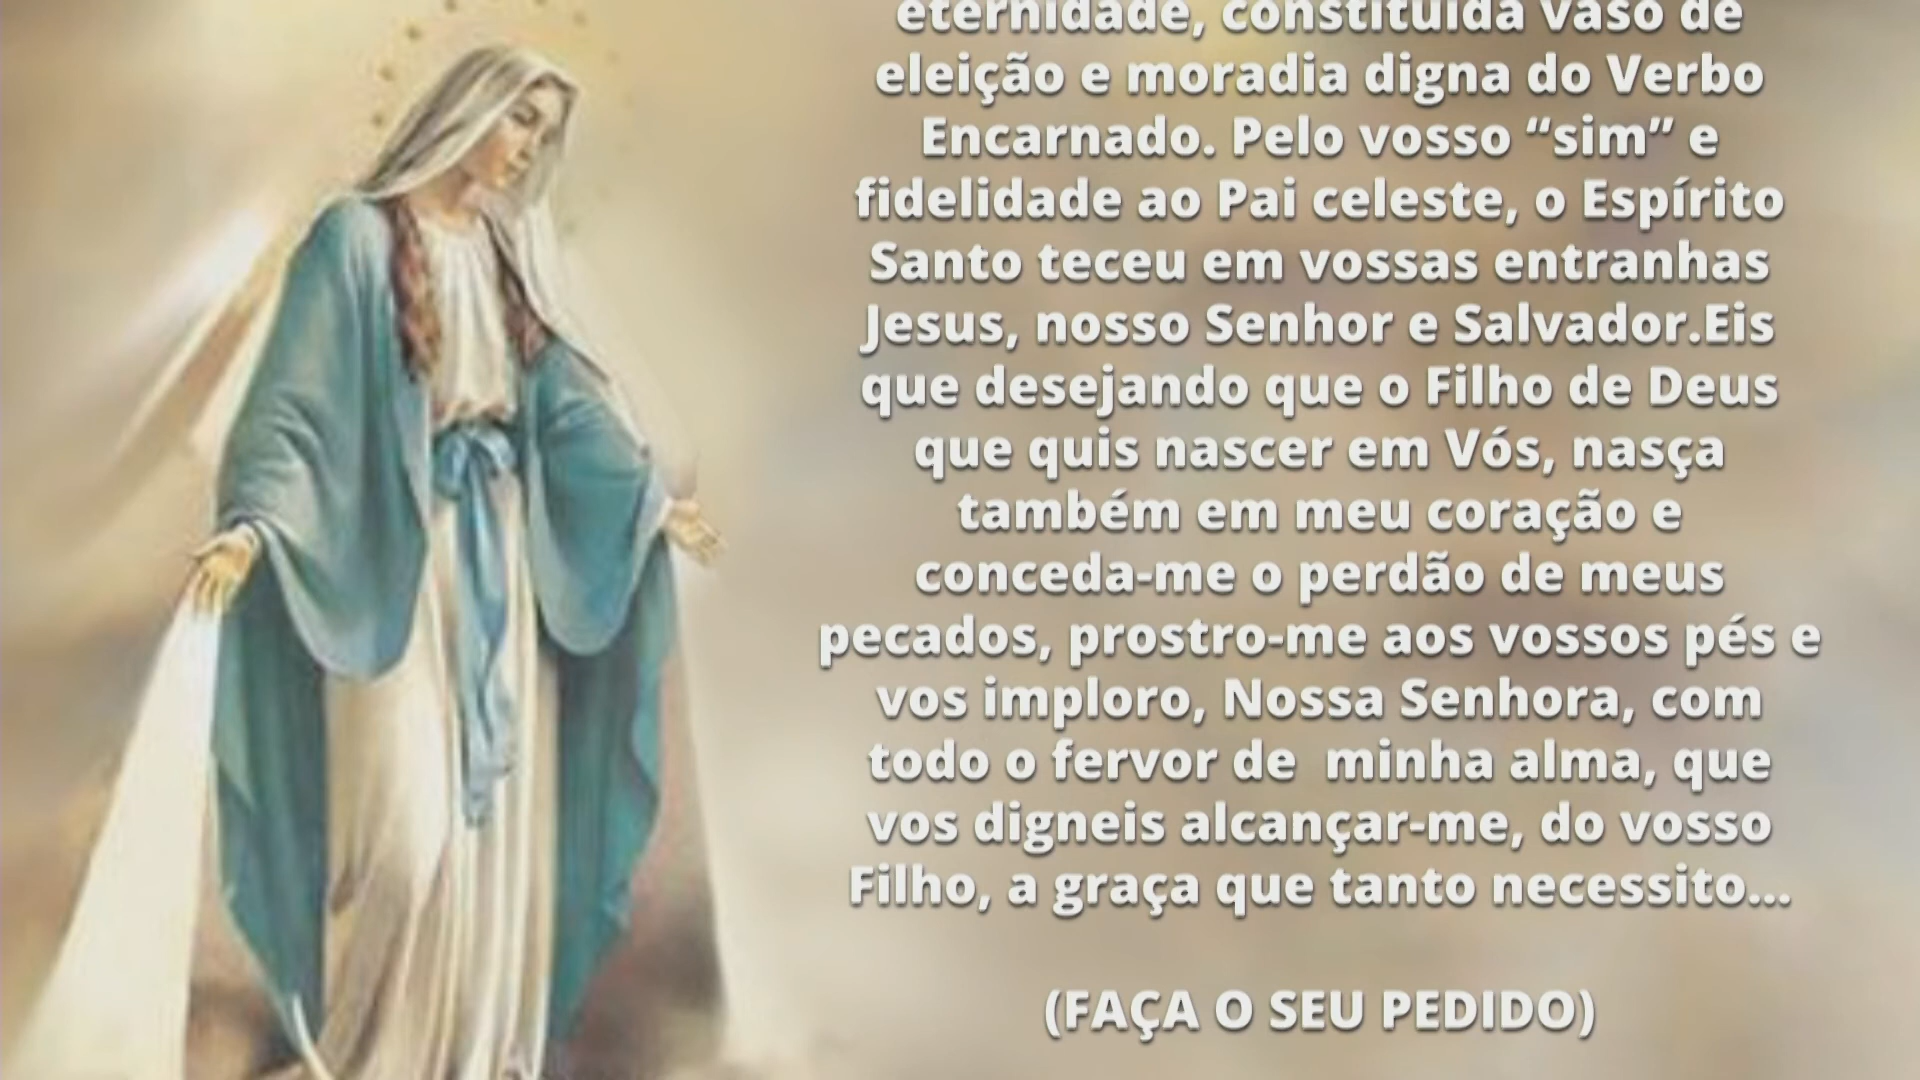 eternidade, constituída vaso de
eleição e moradia digna do Verbo
Encarnado. Pelo vosso “sim” e
fidelidade ao Pai celeste, o Espírito
Santo teceu em vossas entranhas
Jesus, nosso Senhor e Salvador.Eis
que desejando que o Filho de Deus
que quis nascer em Vós, nasça
também em meu coração e
conceda-me o perdão de meus
pecados, prostro-me aos vossos pés e
vos imploro, Nossa Senhora, com
todo o fervor de  minha alma, que
vos digneis alcançar-me, do vosso
Filho, a graça que tanto necessito...
(FAÇA O SEU PEDIDO)